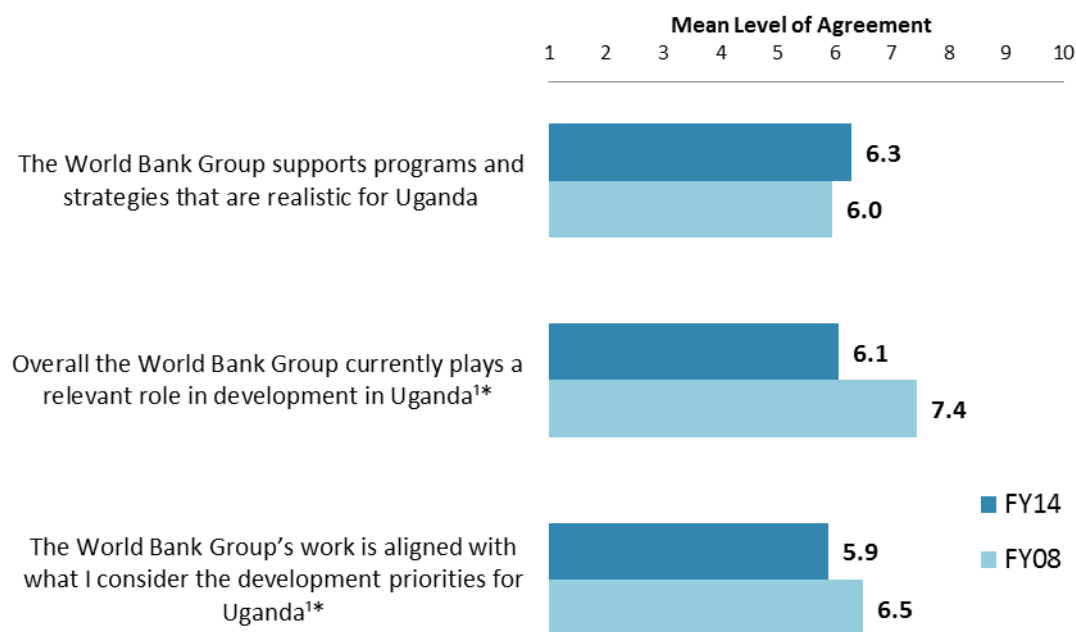 Mean Level of Agreement
1 2 3 4 5 6 7 8 9 10
The World Bank Group supports programs and
strategies that are realistic for Uganda
6.3
6.0
Overall the World Bank Group currently plays a
relevant role in development in Uganda¹*
6.1
7.4
The World Bank Group’s work is aligned with
what I consider the development priorities for
Uganda¹*
5.9
6.5
FY14
FY08